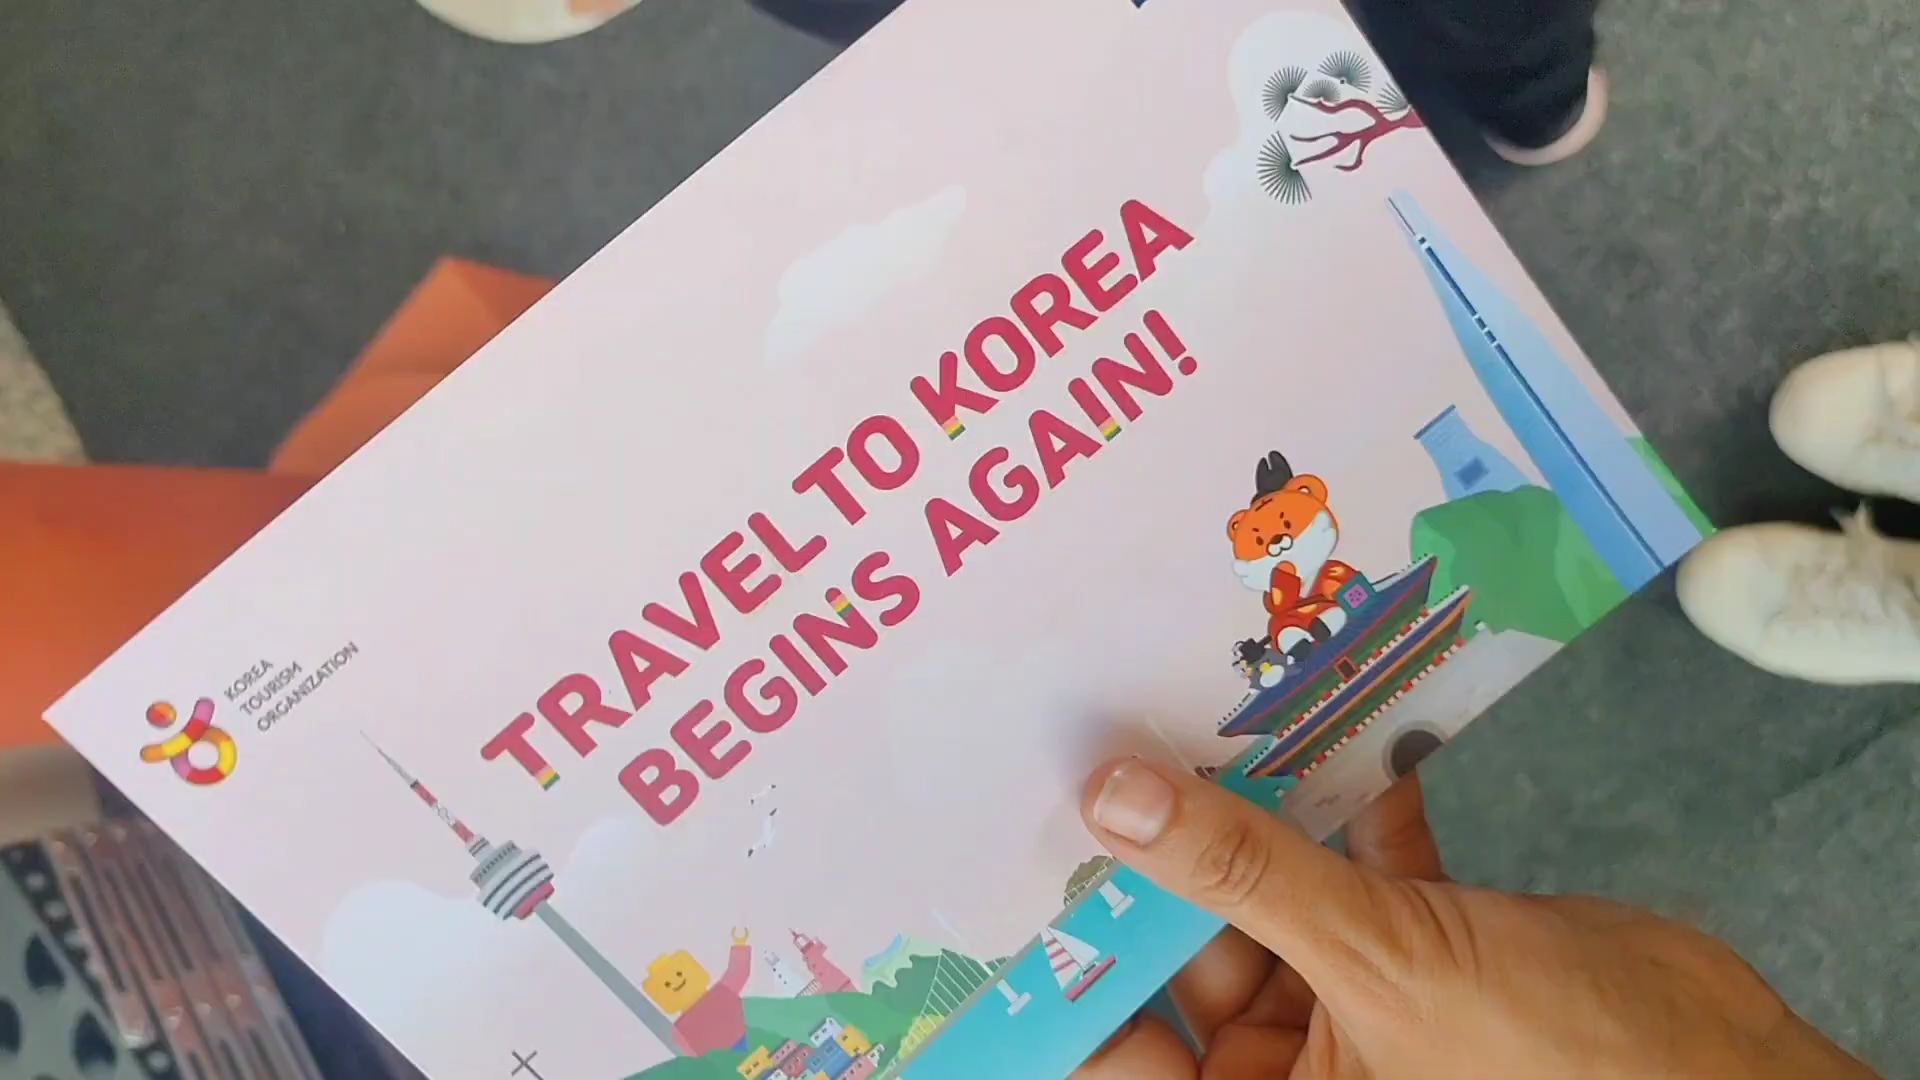 TRAVEL TO KOREA
BEGINS AGAIN!
KOREA
TOURISM
ORGANIZATION